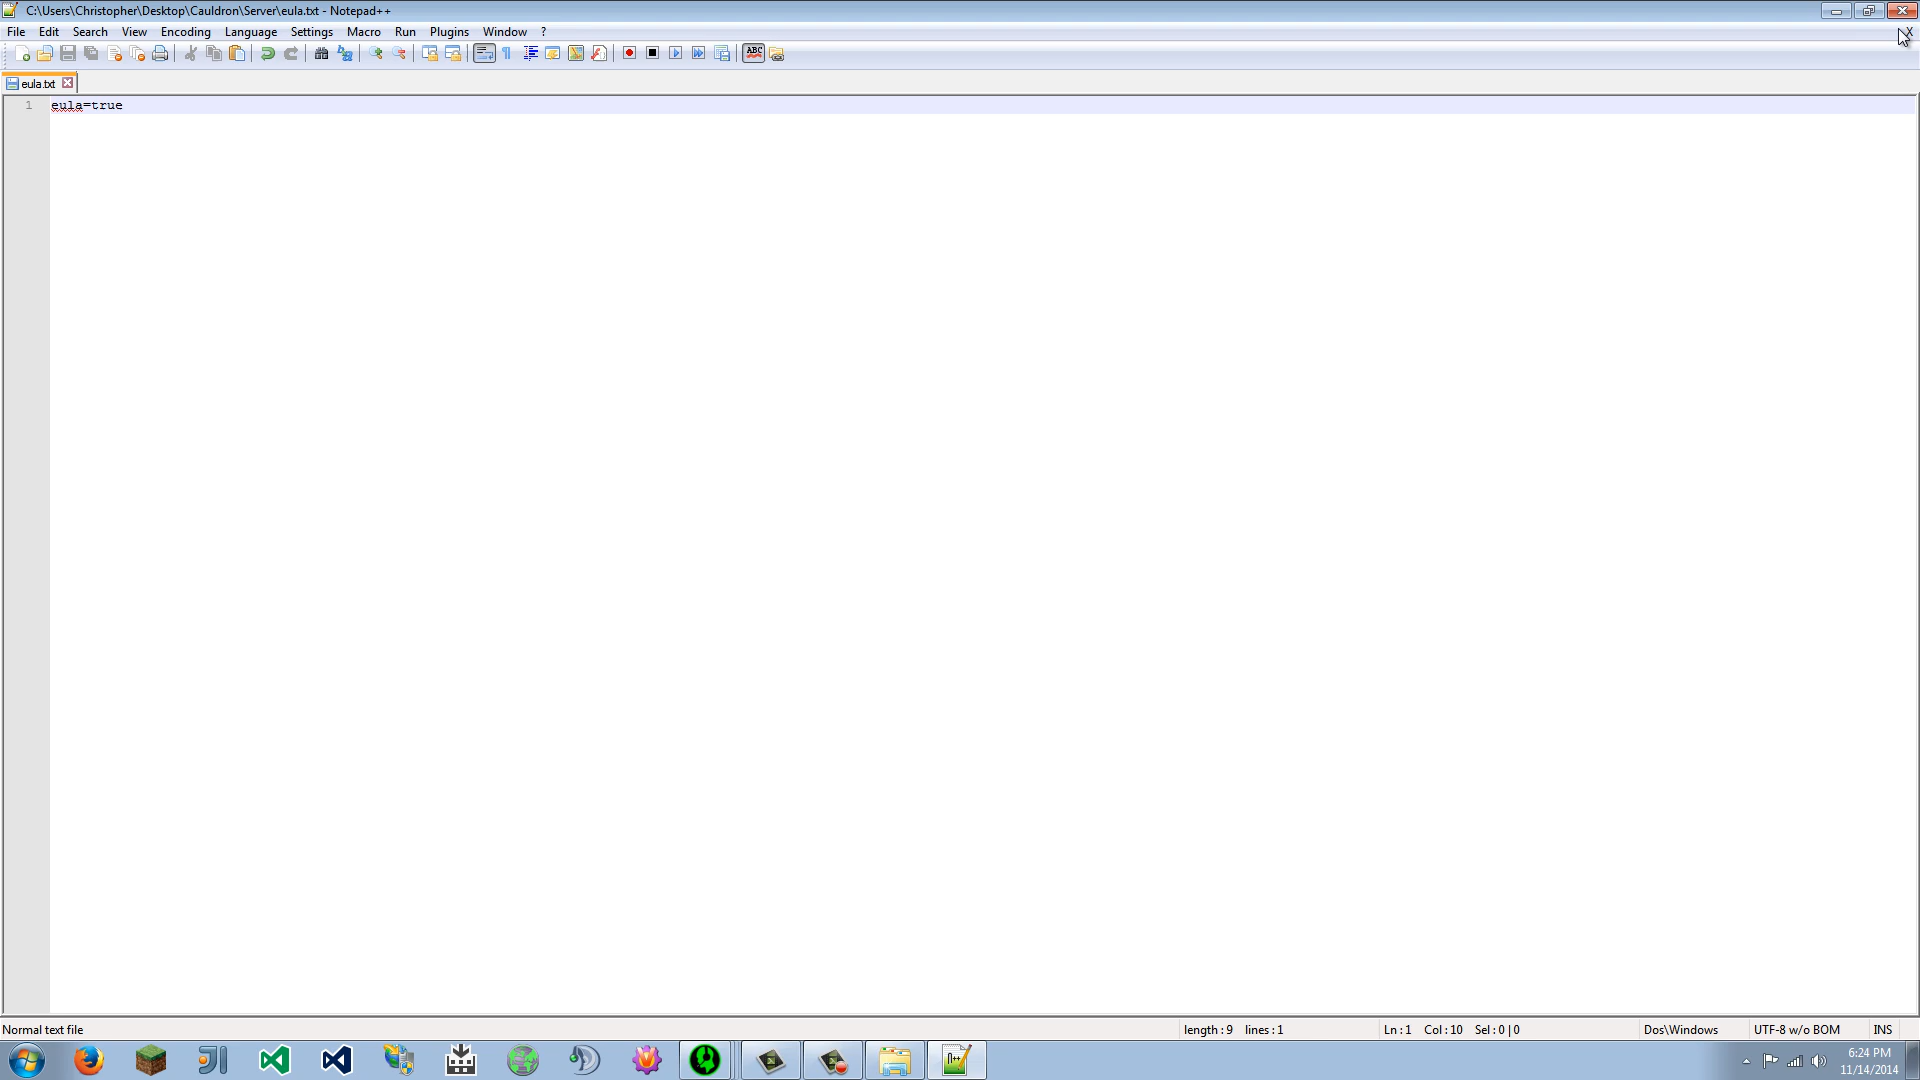 C:\Users\Christopher\Desktop\Cauldron\Server\eula.txt - Notepad++
File Edit Search View Encoding Language Settings Macro Run Plugins Window ?
X
ABC
eula.txt
1 eula=true
Normal text file length : 9 lines : 1 Ln : 1 Col : 10 Sel : 0 | 0 Dos\Windows UTF-8 w/o BOM INS
6:24 PM
11/14/2014